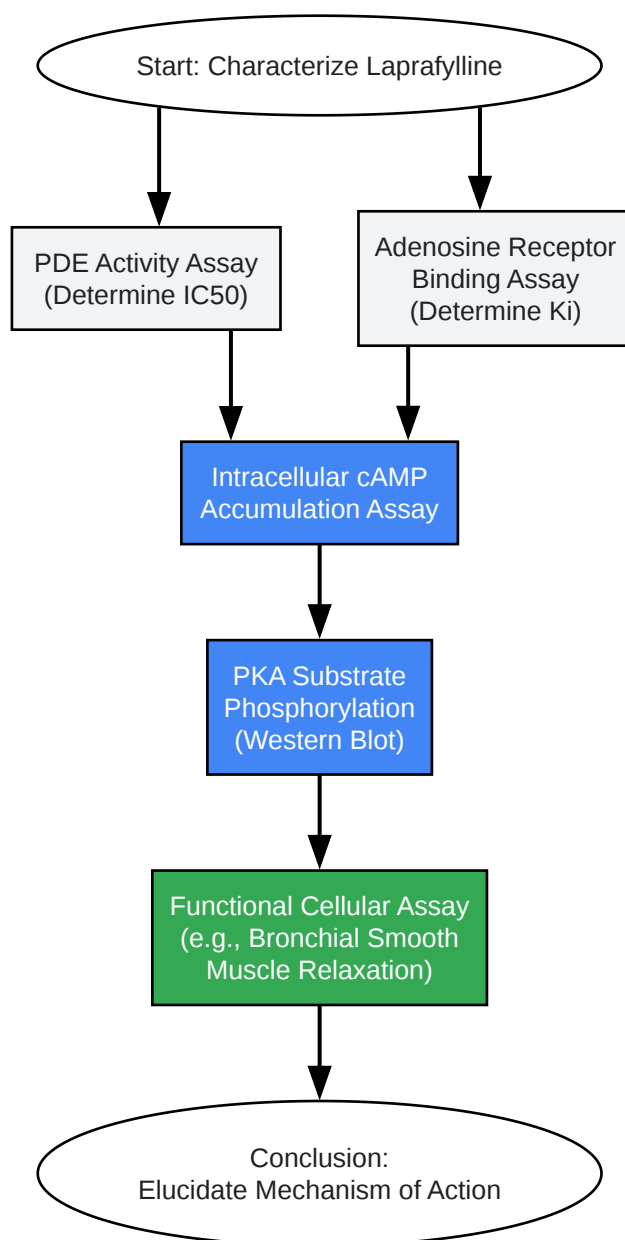 Start: Characterize Laprafylline
PDE Activity Assay
(Determine IC50)
Adenosine Receptor
Binding Assay
(Determine Ki)
Intracellular cAMP
Accumulation Assay
PKA Substrate
Phosphorylation
(Western Blot)
Functional Cellular Assay
(e.g., Bronchial Smooth
Muscle Relaxation)
Conclusion:
Elucidate Mechanism of Action